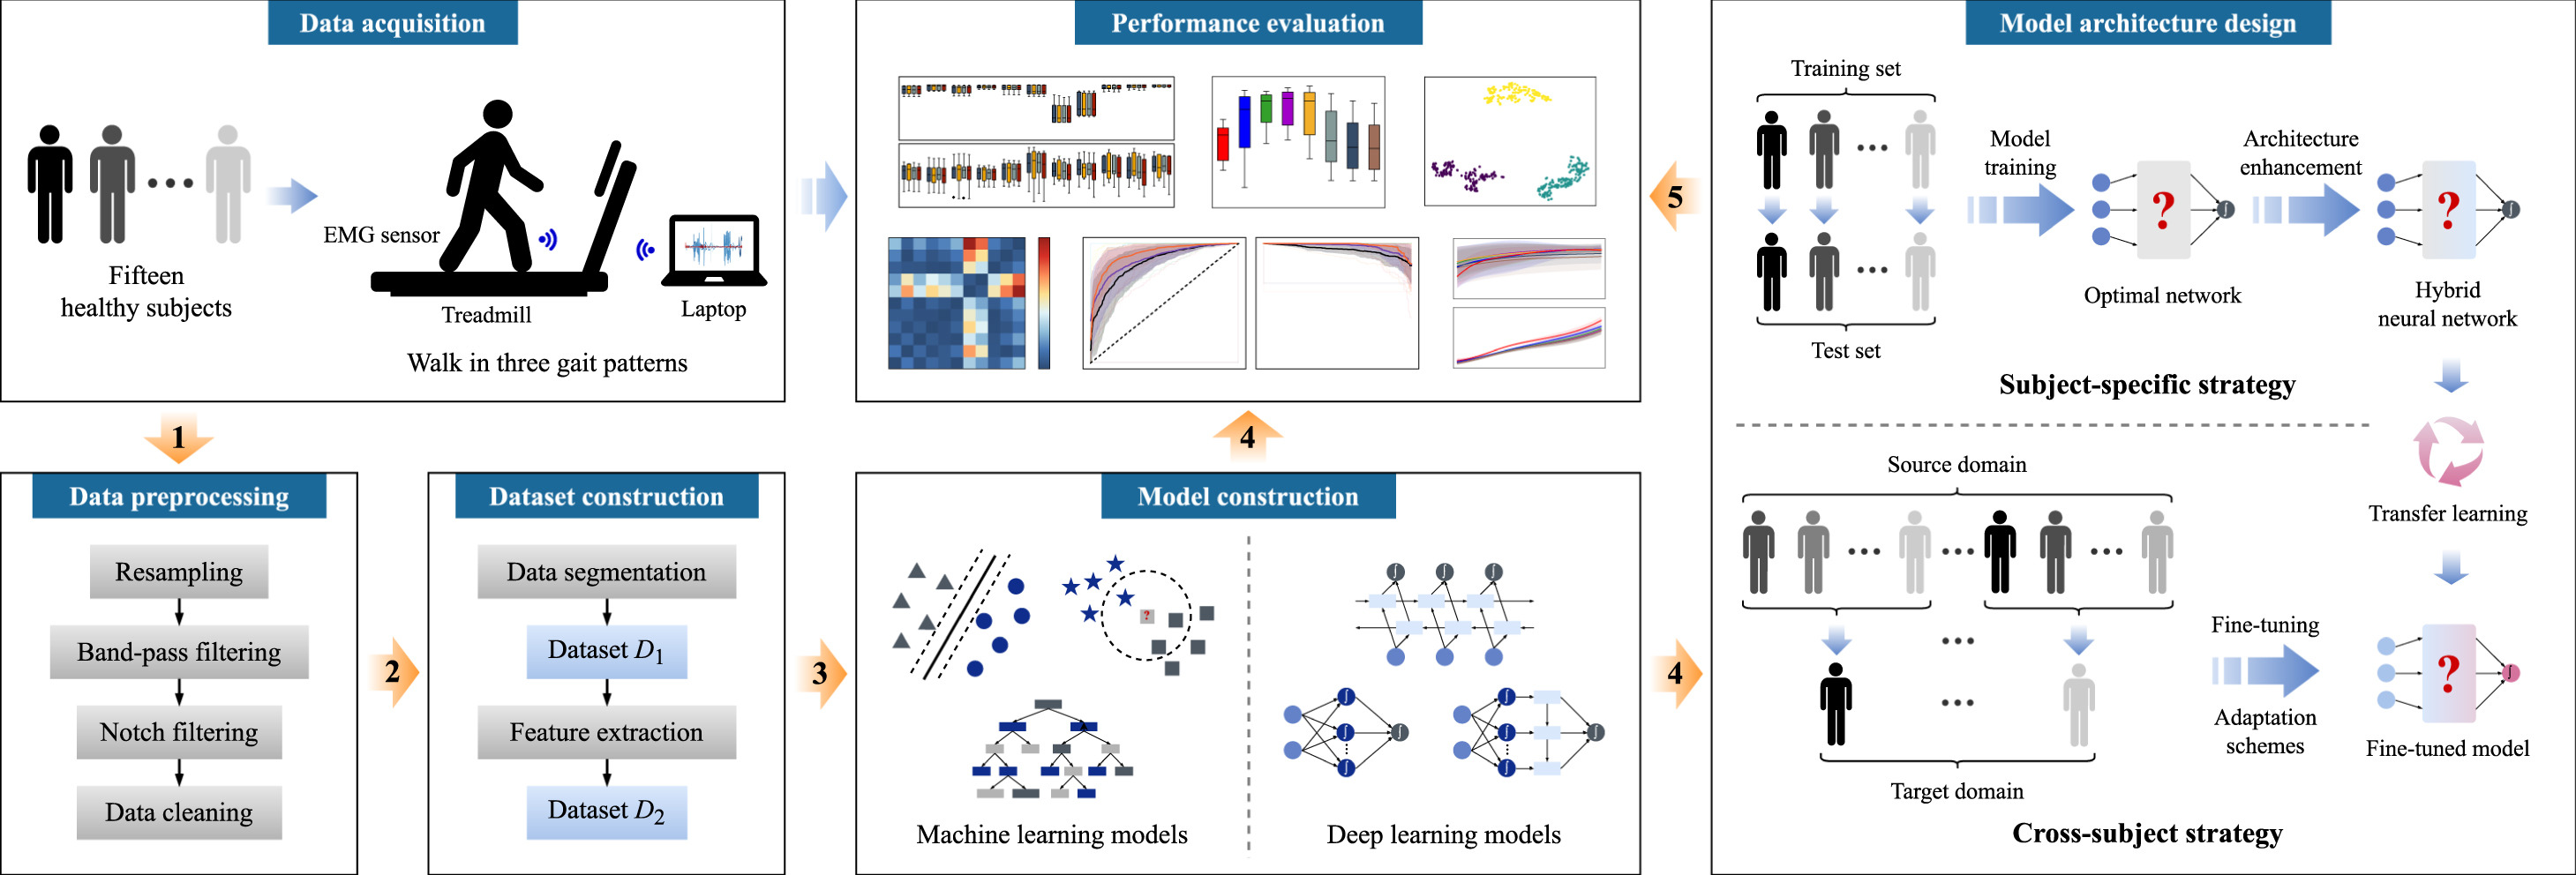 Data acquisition
EMG sensor
Fifteen
healthy subjects
Treadmill
Laptop
Walk in three gait patterns
1
Data preprocessing
Resampling
Band-pass filtering
Notch filtering
Data cleaning
2
Dataset construction
Data segmentation
Dataset D1
Feature extraction
Dataset D2
3
Model construction
?
Machine learning models
Deep learning models
4
4
Performance evaluation
5
Model architecture design
Training set
Test set
Model
training
?
Optimal network
Architecture
enhancement
?
Hybrid
neural network
Subject-specific strategy
Transfer learning
Source domain
Target domain
Fine-tuning
Adaptation
schemes
?
Fine-tuned model
Cross-subject strategy